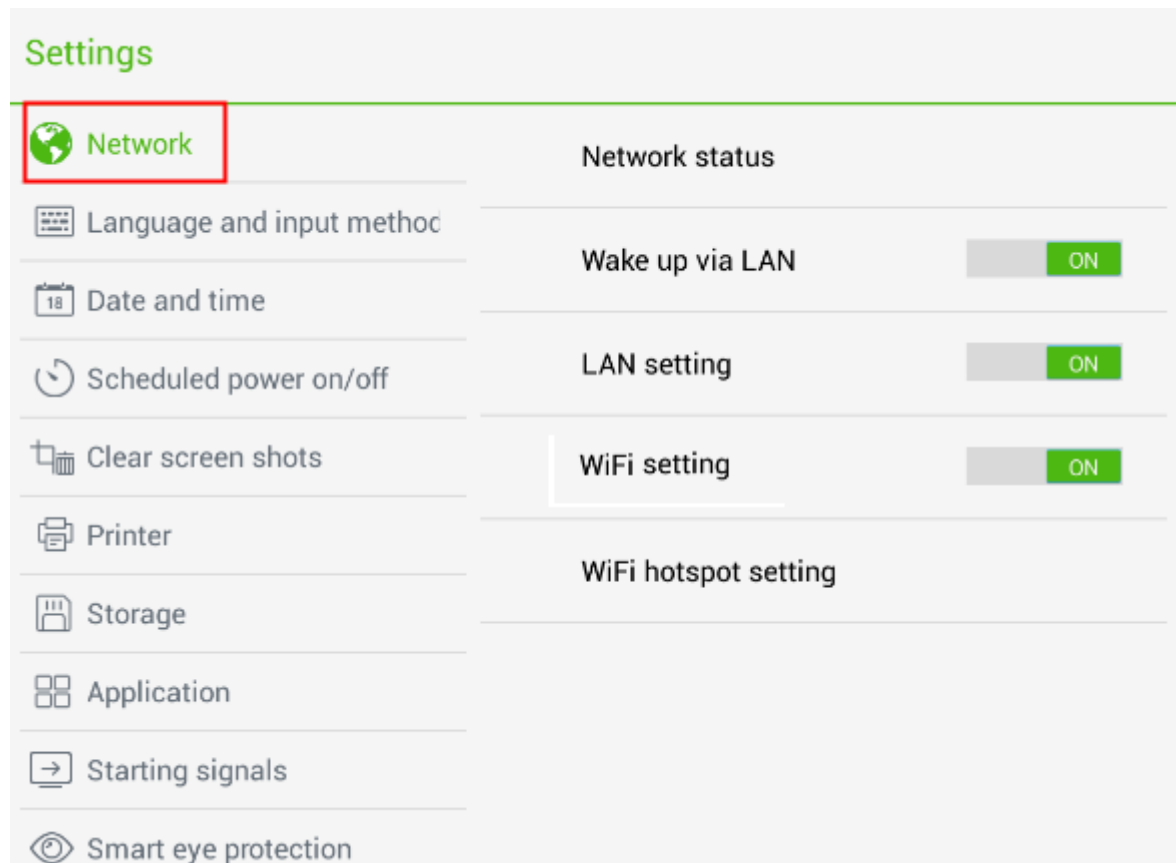 Settings
Network
Language and input method
Date and time
18
Scheduled power on/off
Clear screen shots
Printer
Storage
Application
Starting signals
Smart eye protection
Network status
Wake up via LAN ON
LAN setting ON
WiFi setting ON
WiFi hotspot setting